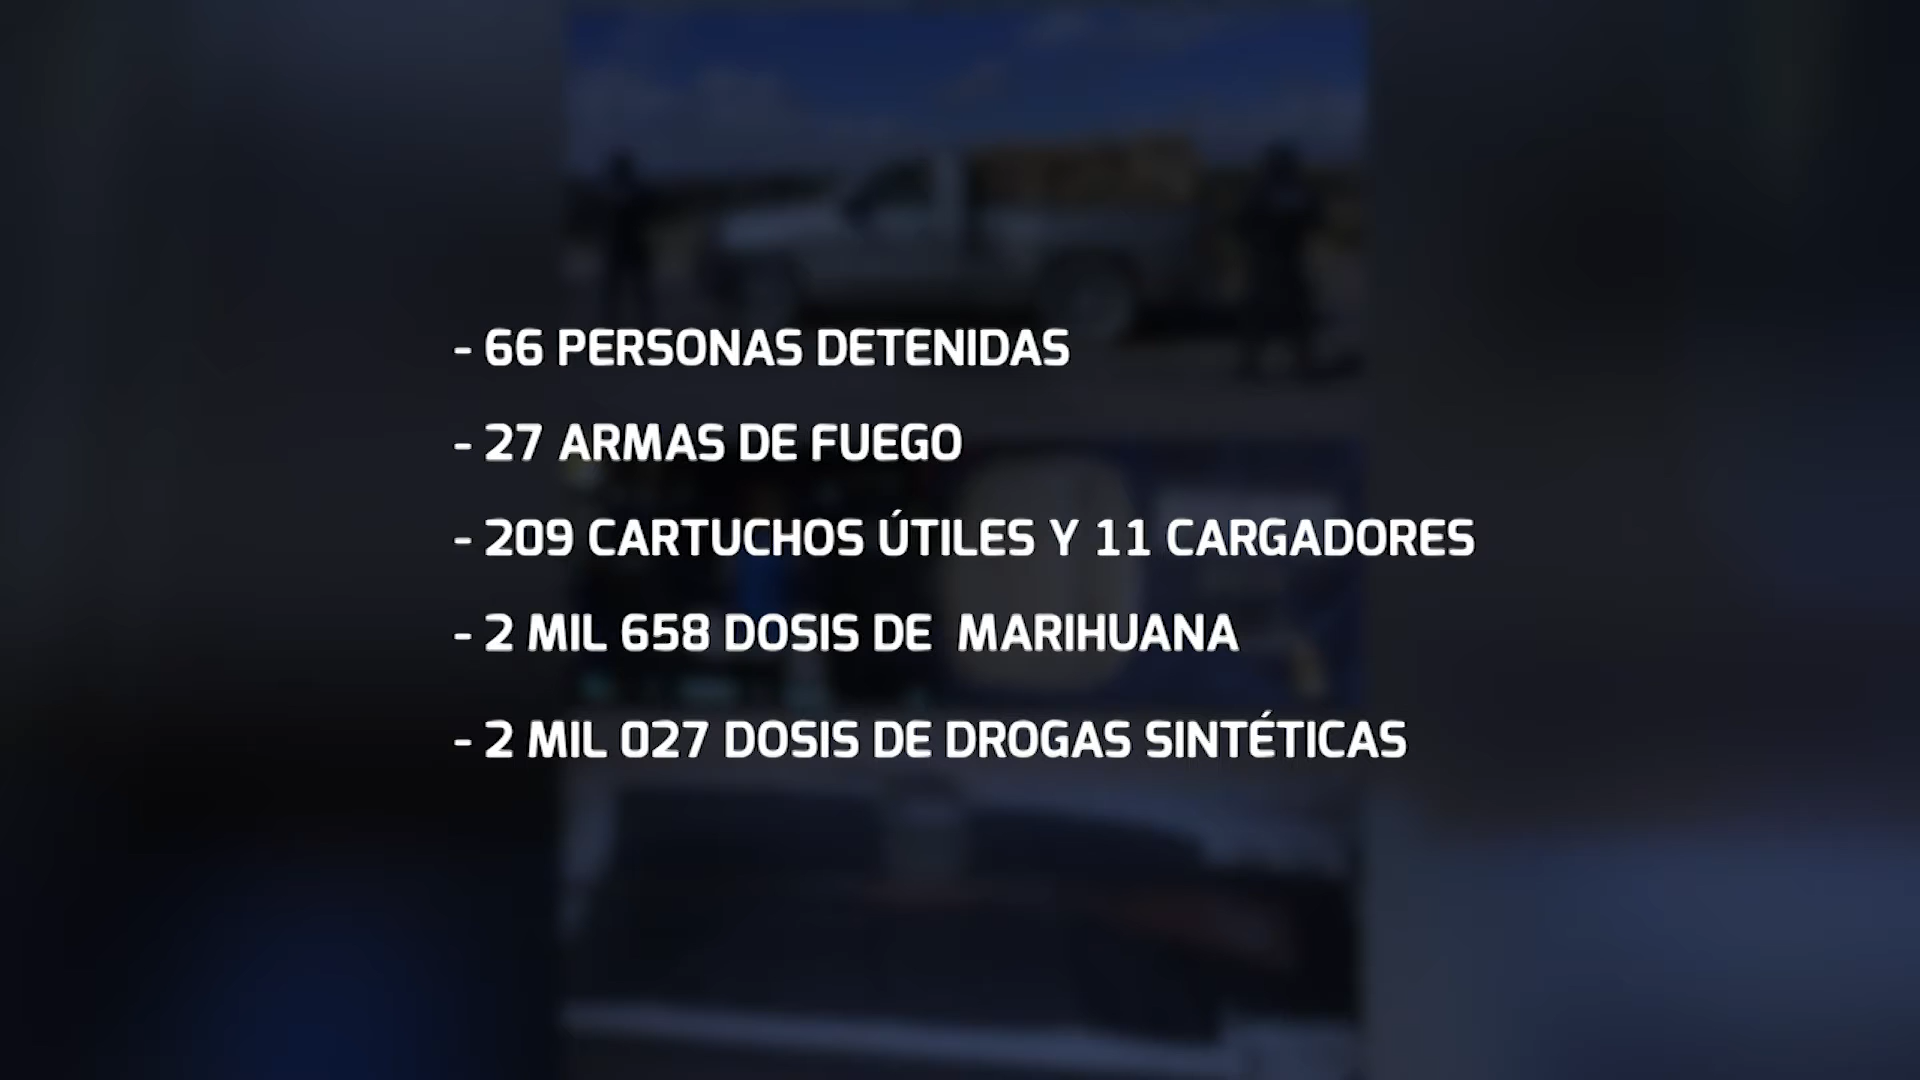 - 66 PERSONAS DETENIDAS
- 27 ARMAS DE FUEGO
- 209 CARTUCHOS ÚTILES Y 11 CARGADORES
- 2 MIL 658 DOSIS DE  MARIHUANA
- 2 MIL 027 DOSIS DE DROGAS SINTÉTICAS